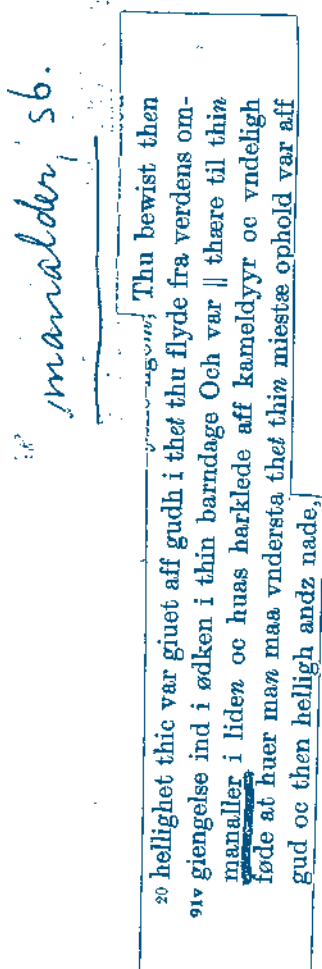 manalder, sb.
Thu bewist then
20 hellighet thic var giuet aff gudh i thet thu flyde fra verdens om-
91v giengelse ind i ødken i thin barndage Och var || thære til thin
manaller i liden oc huas harklede aff kameldyyr oc vndeligh
føde at huer man maa vndersta thet thin miestæ ophold var aff
gud oc then helligh andz nade,